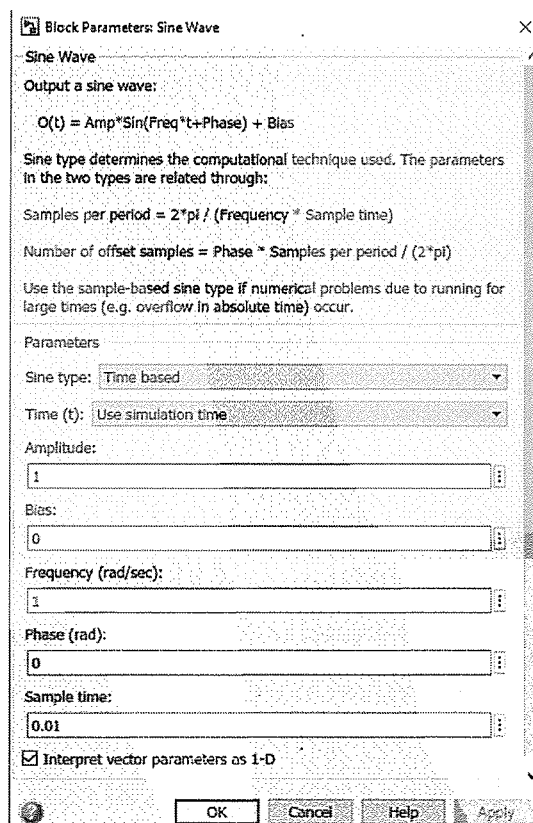 Block Parameters: Sine Wave
Sine Wave
Output a sine wave:
O(t) = Amp*Sin(Freq*t+Phase) + Bias
Sine type determines the computational technique used. The parameters
in the two types are related through:
Samples per period = 2*pi / (Frequency * Sample time)
Number of offset samples = Phase * Samples per period / (2*pi)
Use the sample-based sine type if numerical problems due to running for
large times (e.g. overflow in absolute time) occur.
Parameters
Sine type: Time based
Time (t): Use simulation time
Amplitude:
1
Bias:
0
Frequency (rad/sec):
1
Phase (rad):
0
Sample time:
0.01
Interpret vector parameters as 1-D
OK Cancel Help Apply